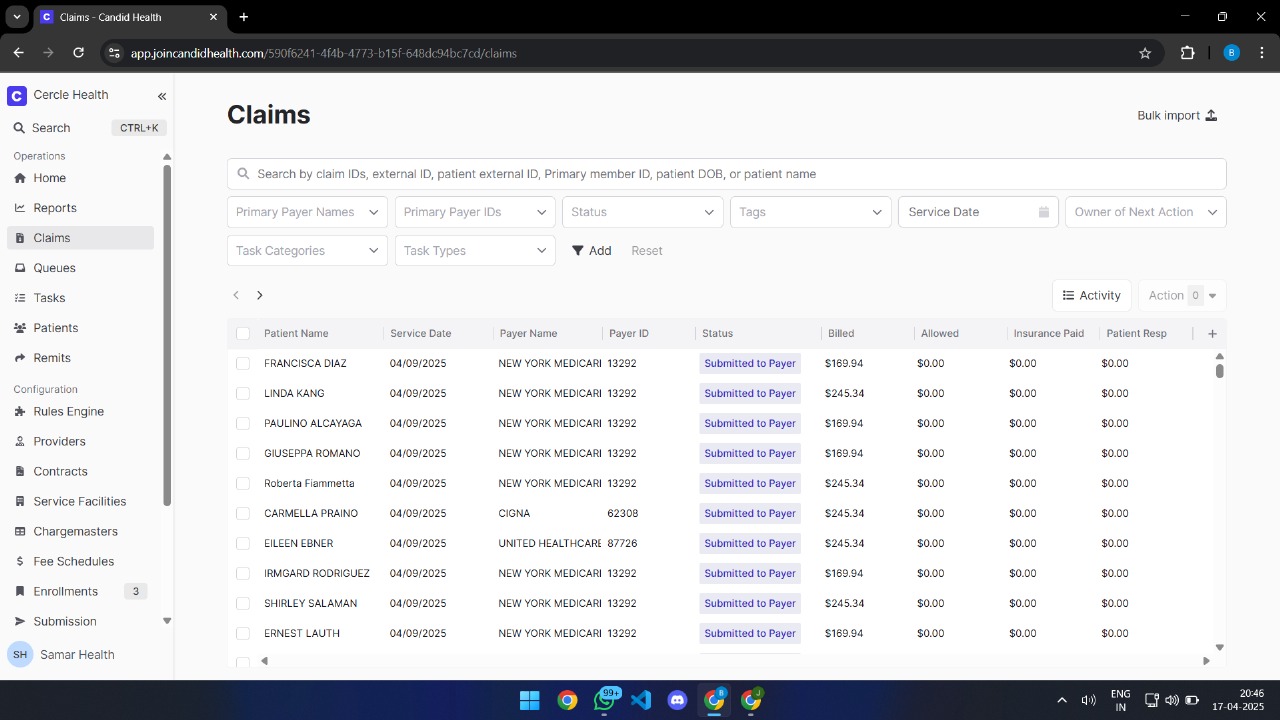 Claims - Candid Health
app.joincandidhealth.com/590f6241-4f4b-4773-b15f-648dc94bc7cd/claims
B
C Cercle Health
Search CTRL+K
Operations
Home
Reports
Claims
Queues
Tasks
Patients
Remits
Configuration
Rules Engine
Providers
Contracts
Service Facilities
Chargemasters
Fee Schedules
Enrollments 3
Submission
SH Samar Health
Claims
Bulk import
Search by claim IDs, external ID, patient external ID, Primary member ID, patient DOB, or patient name
Primary Payer Names Primary Payer IDs Status Tags Service Date Owner of Next Action
Task Categories Task Types Add Reset
Activity Action 0
Patient Name Service Date Payer Name Payer ID Status Billed Allowed Insurance Paid Patient Resp +
FRANCISCA DIAZ 04/09/2025 NEW YORK MEDICARI 13292 Submitted to Payer $169.94 $0.00 $0.00 $0.00
LINDA KANG 04/09/2025 NEW YORK MEDICARI 13292 Submitted to Payer $245.34 $0.00 $0.00 $0.00
PAULINO ALCAYAGA 04/09/2025 NEW YORK MEDICARI 13292 Submitted to Payer $169.94 $0.00 $0.00 $0.00
GIUSEPPA ROMANO 04/09/2025 NEW YORK MEDICARI 13292 Submitted to Payer $169.94 $0.00 $0.00 $0.00
Roberta Fiammetta 04/09/2025 NEW YORK MEDICARI 13292 Submitted to Payer $245.34 $0.00 $0.00 $0.00
CARMELLA PRAINO 04/09/2025 CIGNA 62308 Submitted to Payer $245.34 $0.00 $0.00 $0.00
EILEEN EBNER 04/09/2025 UNITED HEALTHCARE 87726 Submitted to Payer $245.34 $0.00 $0.00 $0.00
IRMGARD RODRIGUEZ 04/09/2025 NEW YORK MEDICARI 13292 Submitted to Payer $169.94 $0.00 $0.00 $0.00
SHIRLEY SALAMAN 04/09/2025 NEW YORK MEDICARI 13292 Submitted to Payer $245.34 $0.00 $0.00 $0.00
ERNEST LAUTH 04/09/2025 NEW YORK MEDICARI 13292 Submitted to Payer $169.94 $0.00 $0.00 $0.00
99+ B J
ENG
IN
20:46
17-04-2025